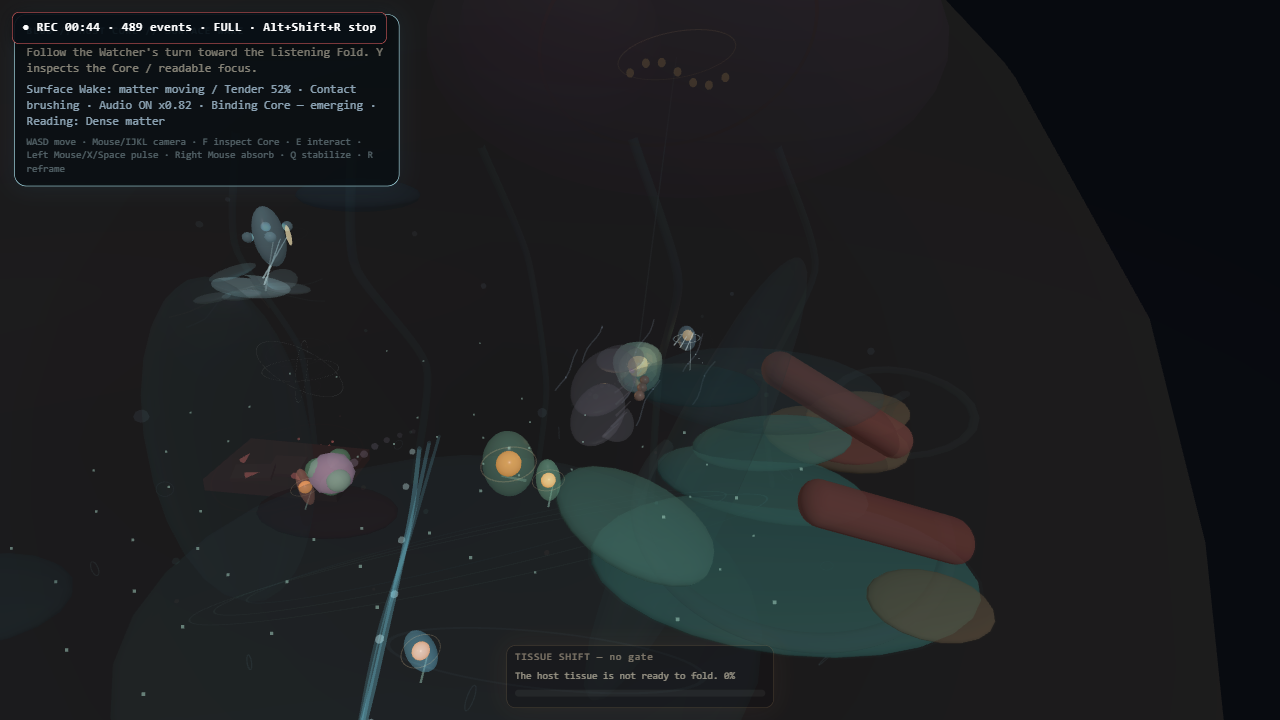 ● REC 00:44 · 489 events · FULL · Alt+Shift+R stop
Follow the Watcher's turn toward the Listening Fold. Y
inspects the Core / readable focus.
Surface Wake: matter moving / Tender 52% · Contact
brushing · Audio ON x0.82 · Binding Core — emerging ·
Reading: Dense matter
WASD move · Mouse/IJKL camera · F inspect Core · E interact ·
Left Mouse/X/Space pulse · Right Mouse absorb · Q stabilize · R
reframe
TISSUE SHIFT — no gate
The host tissue is not ready to fold. 0%